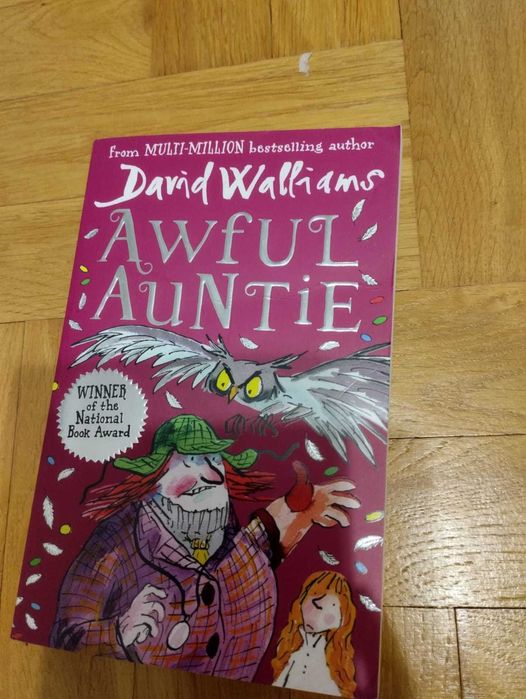 from MULTI-MILLION bestselling author
David Walliams
AWFUL
AUNTIE
WINNER
of the
National
Book Award